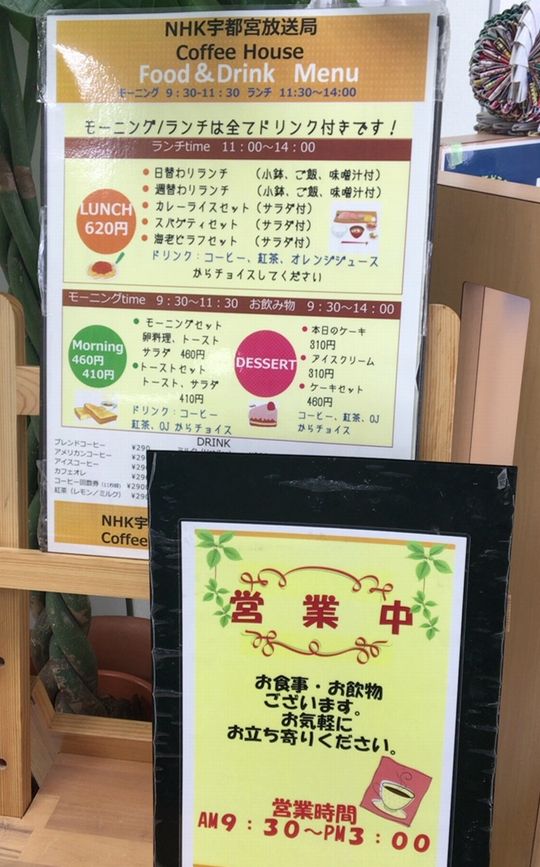 NHK宇都宮放送局
Coffee House
Food & Drink Menu
モーニング 9:30-11:30 ランチ 11:30〜14:00
モーニング/ランチは全てドリンク付きです！
ランチtime 11:00〜14:00
LUNCH
620円
● 日替わりランチ （小鉢、ご飯、味噌汁付）
● 週替わりランチ （小鉢、ご飯、味噌汁付）
● カレーライスセット （サラダ付）
● スパゲティセット （サラダ付）
● 海老ピラフセット （サラダ付）
ドリンク：コーヒー、紅茶、オレンジジュース
からチョイスしてください
モーニングtime 9:30〜11:30 お飲み物 9:30〜14:00
Morning
460円
410円
● モーニングセット
卵料理、トースト
サラダ 460円
●トーストセット
トースト、サラダ
410円
ドリンク：コーヒー
紅茶、OJ からチョイス
DESSERT
● 本日のケーキ
310円
● アイスクリーム
310円
● ケーキセット
460円
コーヒー、紅茶、OJ
からチョイス
DRINK
ブレンドコーヒー ¥290
アメリカンコーヒー ¥290
アイスコーヒー ¥290
カフェオレ ¥290
コーヒー回数券（11枚綴） ¥2900
紅茶（レモン／ミルク） ¥290
NHK宇
Coffee
営業中
お食事・お飲物
ございます。
お気軽に
お立ち寄りください。
営業時間
AM9：30〜PM3：00